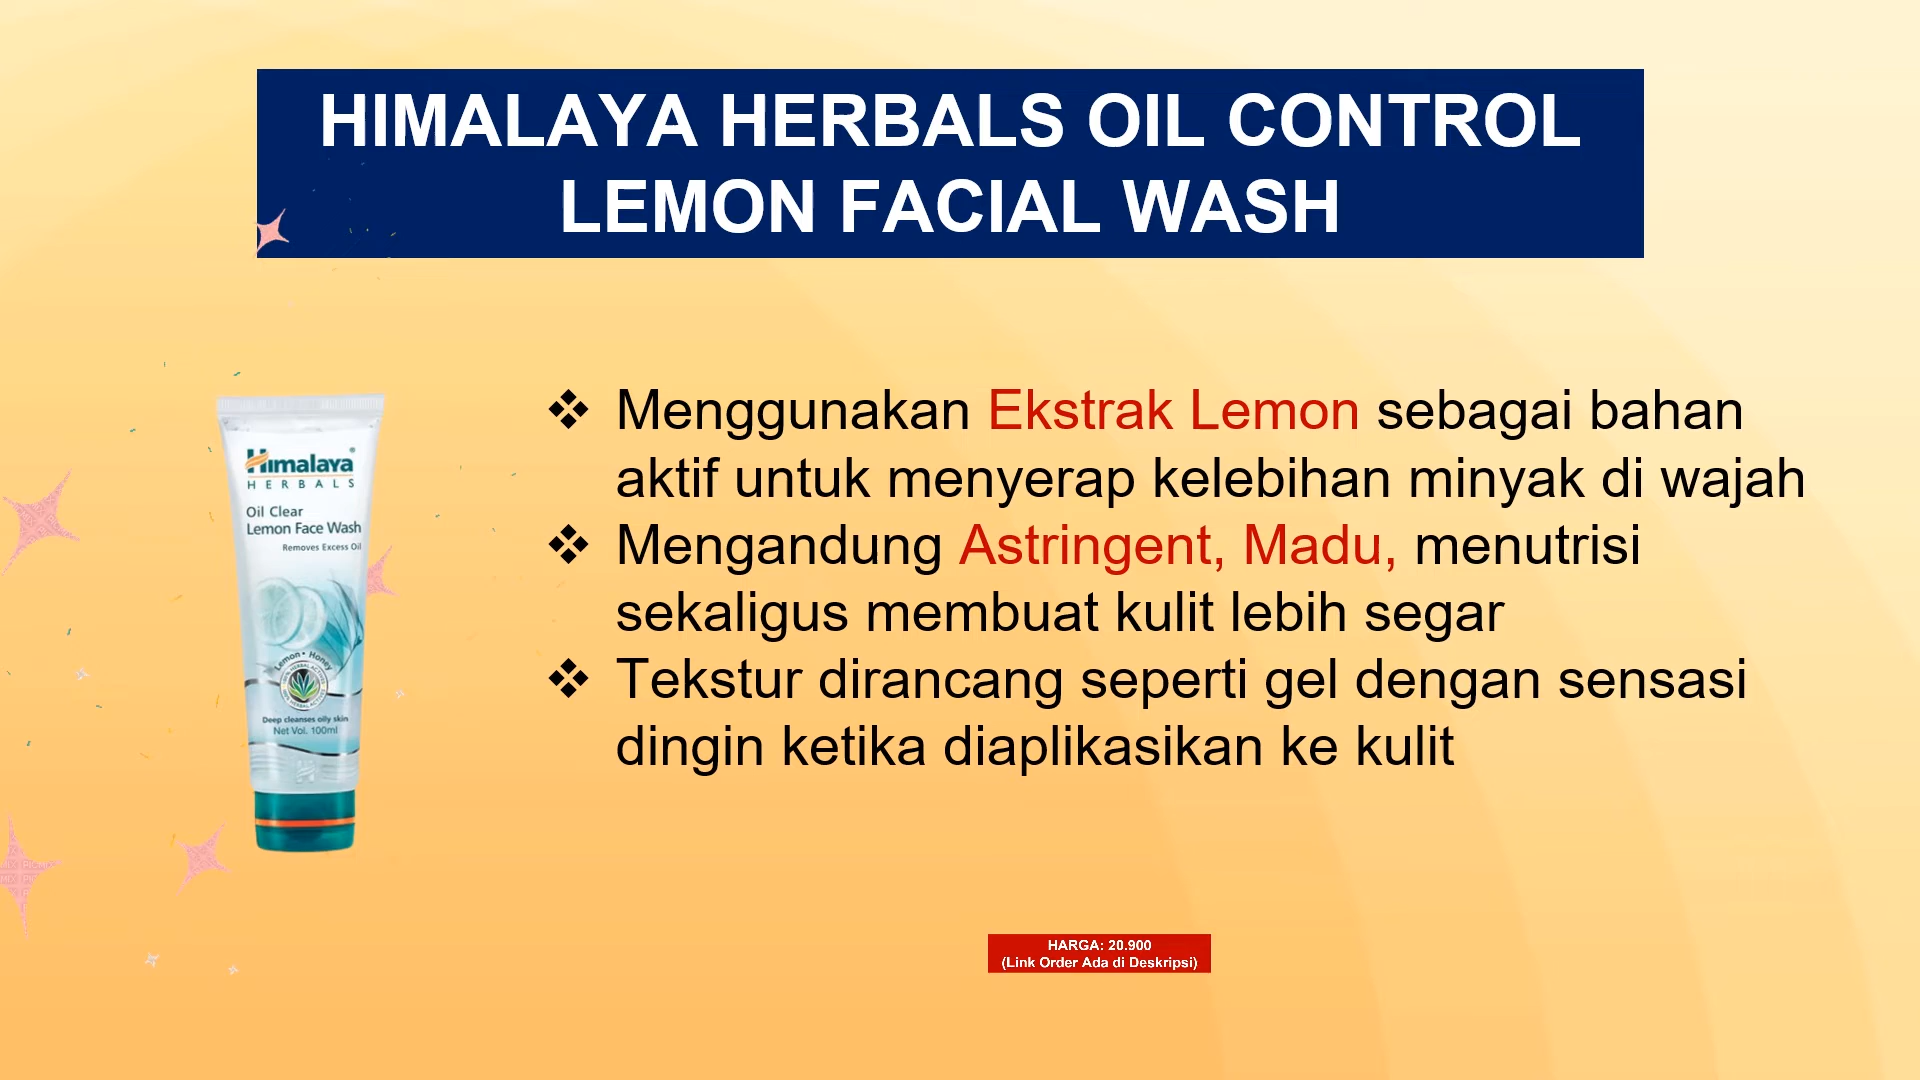 HIMALAYA HERBALS OIL CONTROL
LEMON FACIAL WASH
Himalaya
HERBALS
Oil Clear
Lemon Face Wash
Removes Excess Oil
Lemon • Honey
Deep cleanses oily skin
Net Vol. 100ml
❖ Menggunakan Ekstrak Lemon sebagai bahan
aktif untuk menyerap kelebihan minyak di wajah
❖ Mengandung Astringent, Madu, menutrisi
sekaligus membuat kulit lebih segar
❖ Tekstur dirancang seperti gel dengan sensasi
dingin ketika diaplikasikan ke kulit
HARGA: 20.900
(Link Order Ada di Deskripsi)